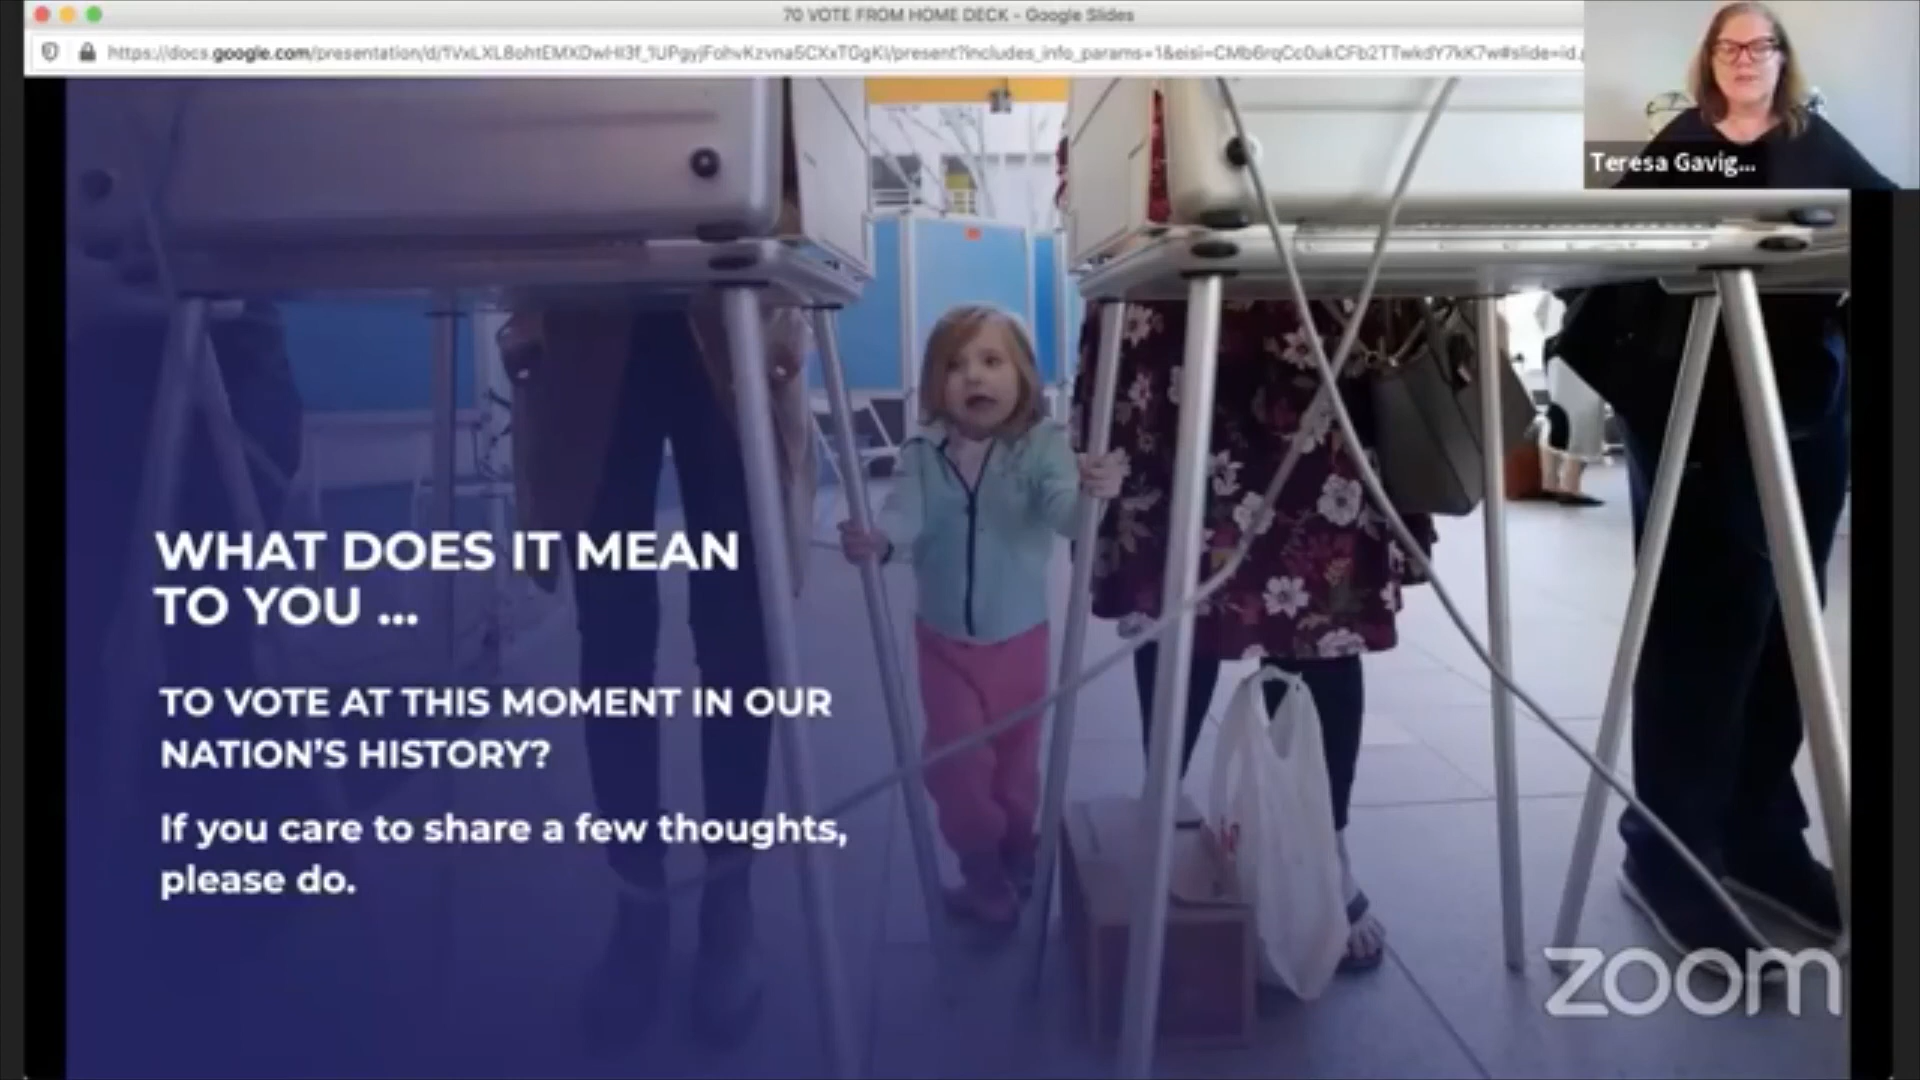 70 VOTE FROM HOME DECK - Google Slides
Teresa Gavig...
WHAT DOES IT MEAN
TO YOU ...
TO VOTE AT THIS MOMENT IN OUR
NATION'S HISTORY?
If you care to share a few thoughts,
please do.
zoom